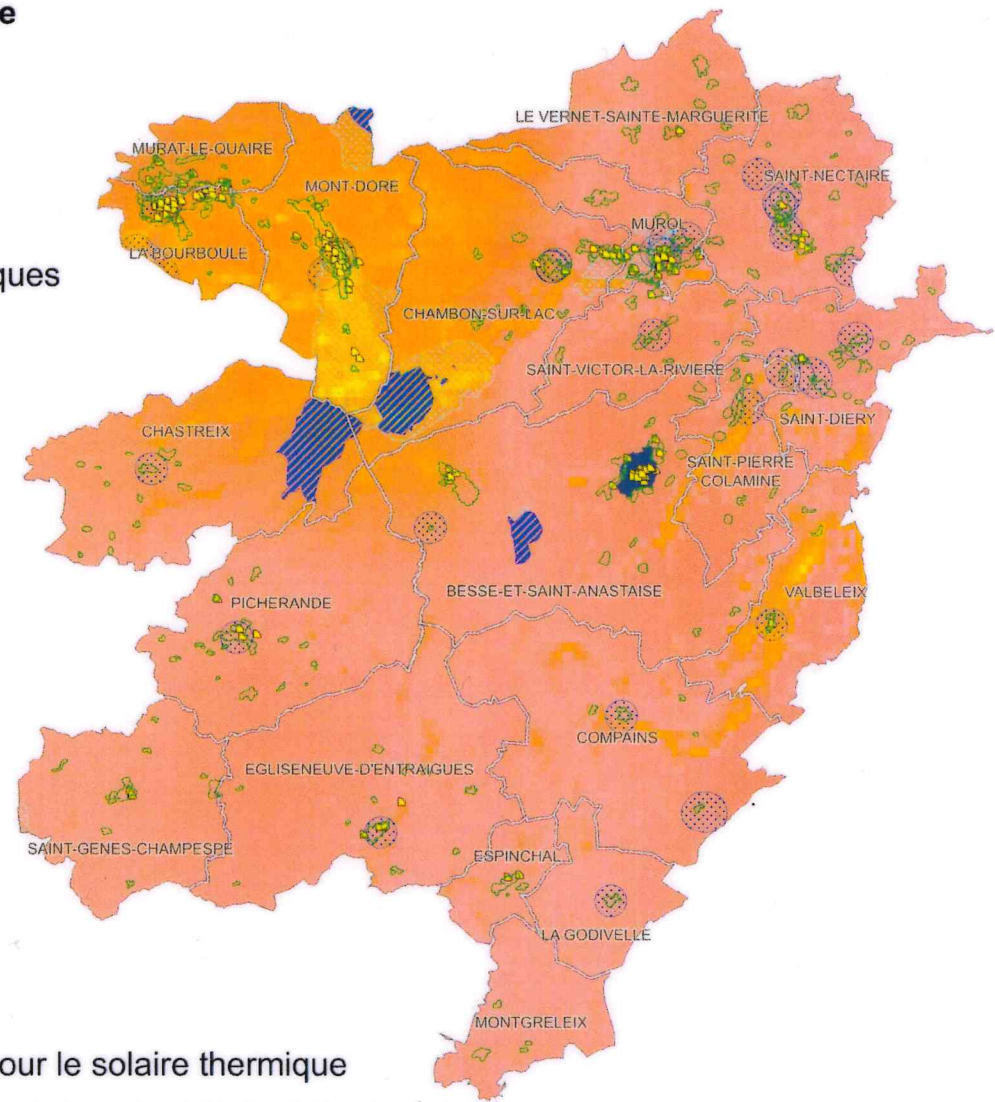 e
LE VERNET-SAINTE-MARGUERITE
MURAT-LE-QUAIRE
SAINT-NECTAIRE
MONT-DORE
MUROL
LA BOURBOULE
ques
CHAMBON-SUR-LAC
SAINT-VICTOR-LA-RIVIERE
SAINT-DIERY
CHASTREIX
SAINT-PIERRE
COLAMINE
VALBELEIX
BESSE-ET-SAINT-ANASTAISE
PICHERANDE
COMPAINS
EGLISENEUVE-D'ENTRAIGUES
SAINT-GENES-CHAMPESPE
ESPINCHAL
LA GODIVELLE
MONTGRELEIX
our le solaire thermique